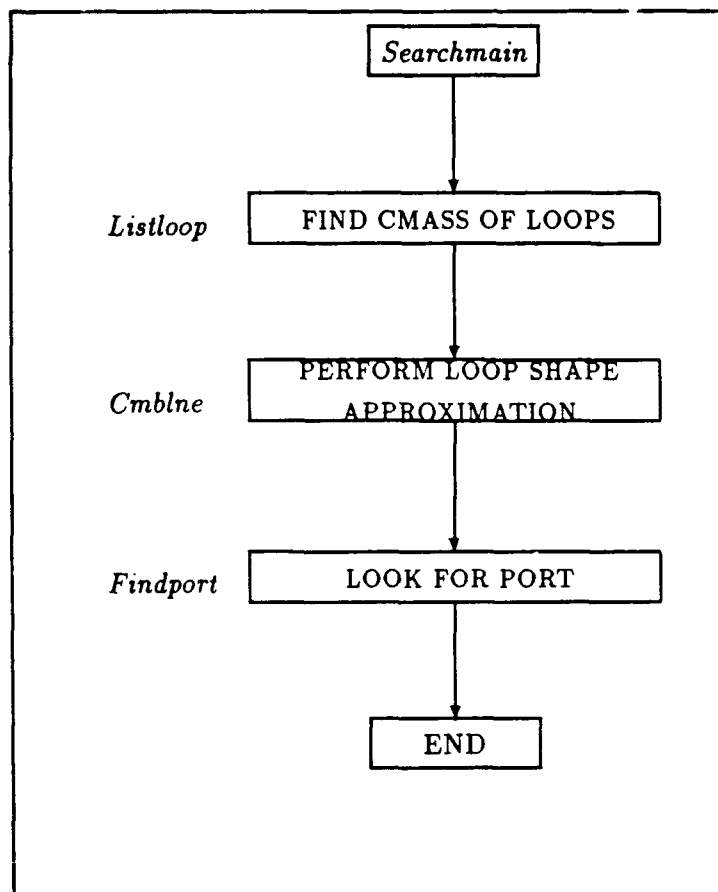 Searchmain
Listloop
FIND CMASS OF LOOPS
Cmblne
PERFORM LOOP SHAPE
APPROXIMATION
Findport
LOOK FOR PORT
END